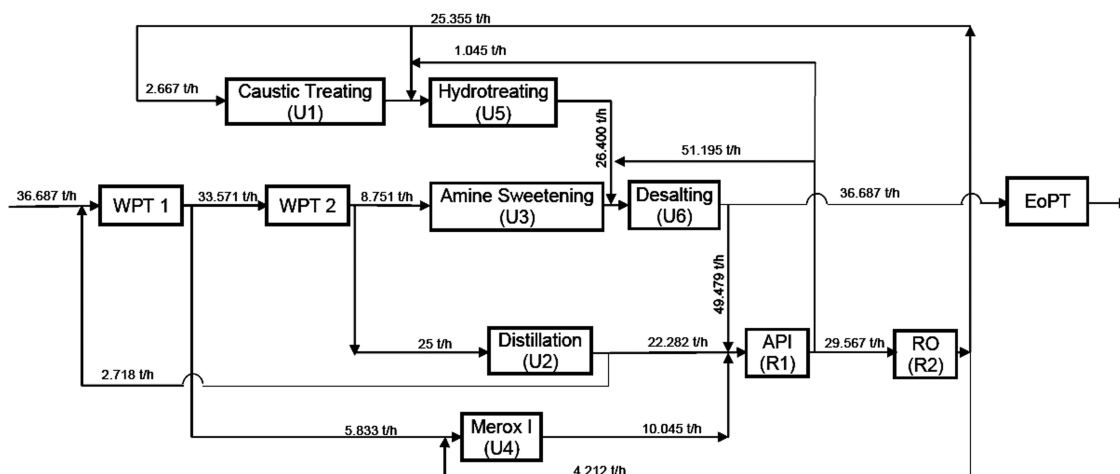 25.355 t/h
1.045 t/h
2.667 t/h
Caustic Treating
(U1)
Hydrotreating
(U5)
26.400 t/h
51.195 t/h
36.687 t/h
WPT 1
33.571 t/h
WPT 2
8.751 t/h
Amine Sweetening
(U3)
Desalting
(U6)
36.687 t/h
EoPT
49.479 t/h
25 t/h
Distillation
(U2)
22.282 t/h
API
(R1)
29.567 t/h
RO
(R2)
2.718 t/h
5.833 t/h
Merox I
(U4)
10.045 t/h
4.212 t/h